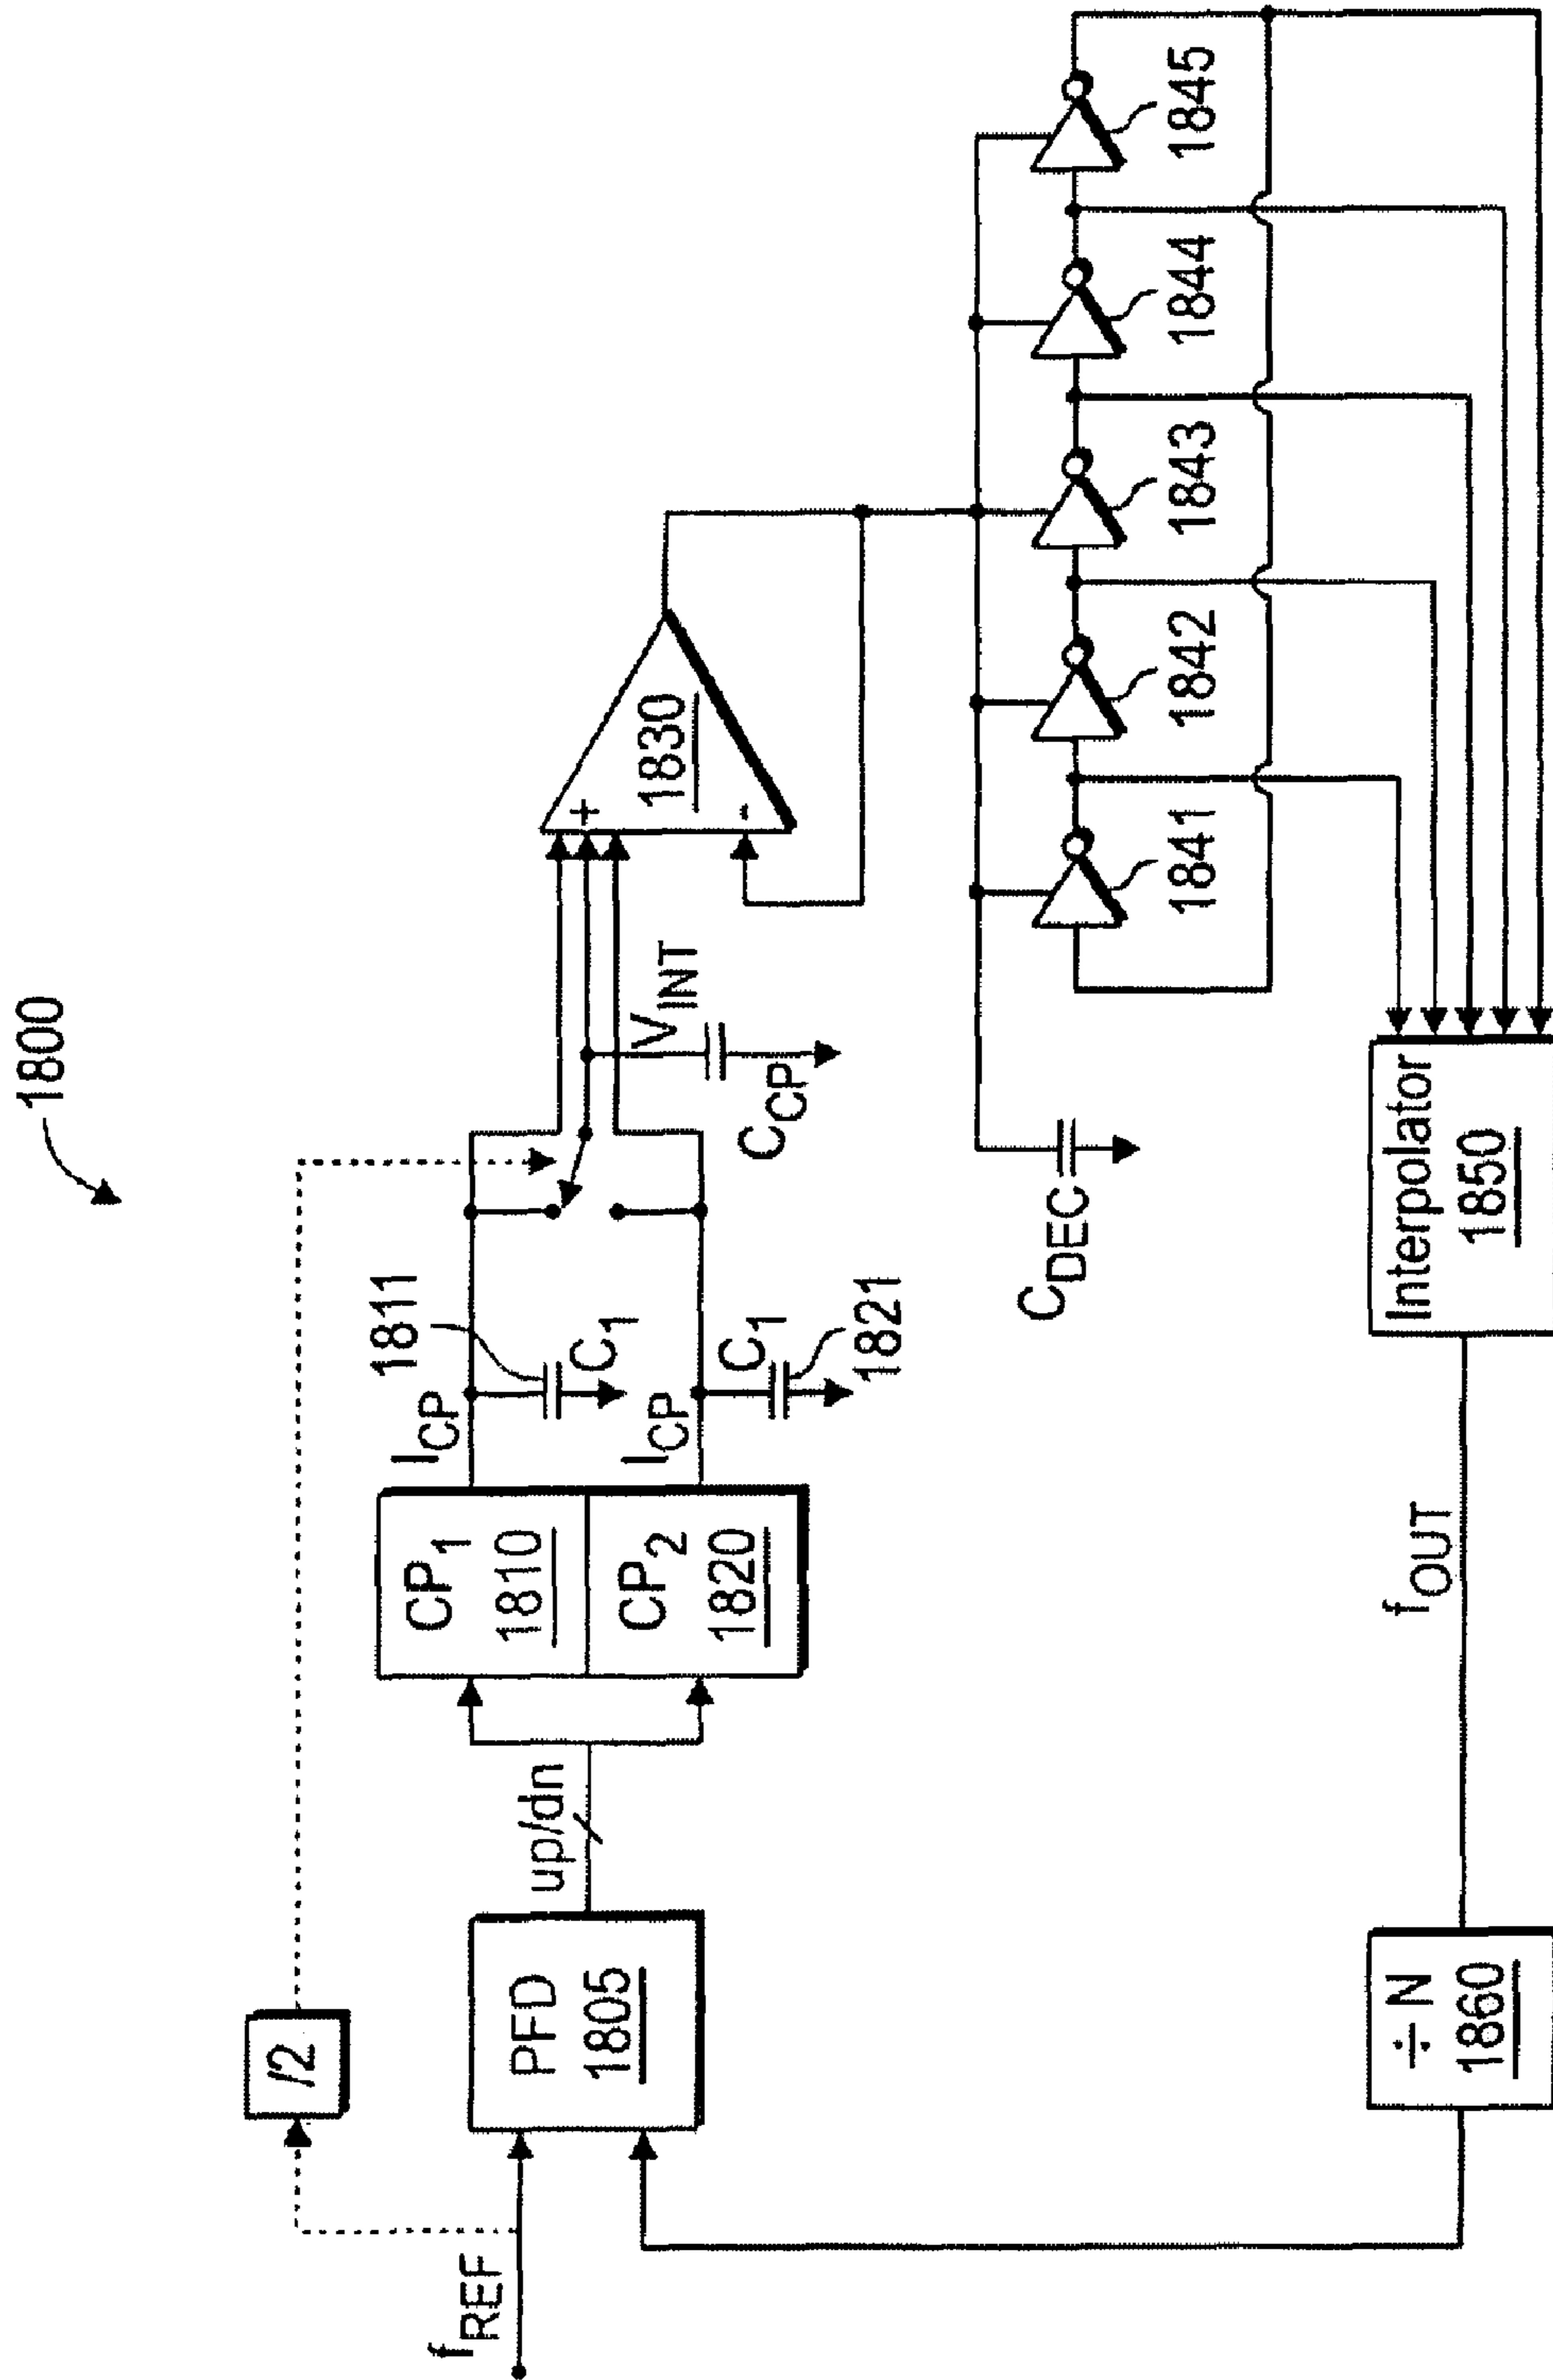 1800
/2
f_REF
PFD
1805
up/dn
CP_1
1810
CP_2
1820
I_CP
I_CP
1811
C_1
C_1
1821
V_INT
C_CP
+
-
1830
C_DEC
1841
1842
1843
1844
1845
÷ N
1860
f_OUT
Interpolator
1850